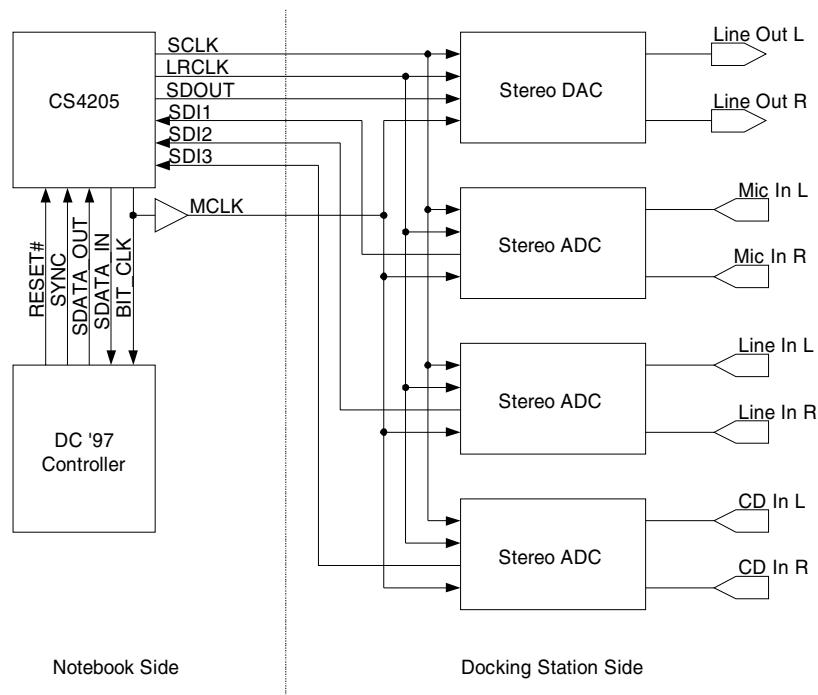 CS4205
SCLK
LRCLK
SDOUT
SDI1
SDI2
SDI3
MCLK
RESET#
SYNC
SDATA_OUT
SDATA_IN
BIT_CLK
DC '97
Controller
Stereo DAC
Line Out L
Line Out R
Stereo ADC
Mic In L
Mic In R
Stereo ADC
Line In L
Line In R
Stereo ADC
CD In L
CD In R
Notebook Side
Docking Station Side